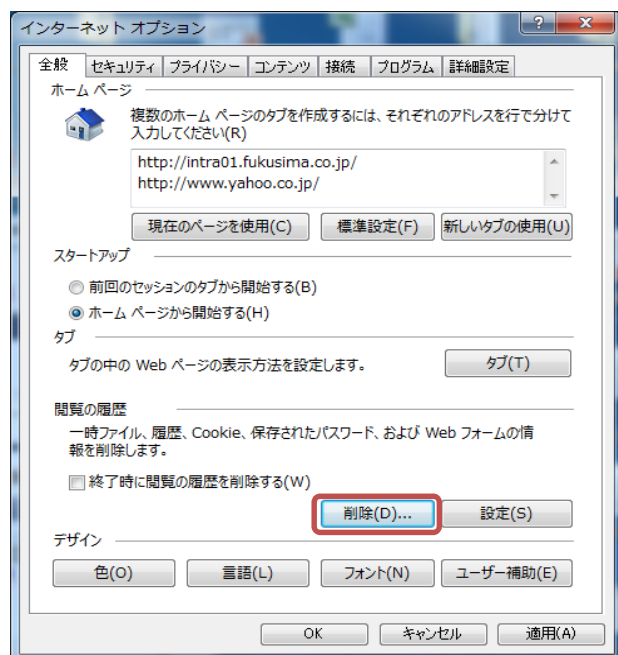 インターネット オプション
?
全般 セキュリティ プライバシー コンテンツ 接続 プログラム 詳細設定
ホーム ページ
複数のホーム ページのタブを作成するには、それぞれのアドレスを行で分けて
入力してください(R)
http://intra01.fukusima.co.jp/
http://www.yahoo.co.jp/
現在のページを使用(C) 標準設定(F) 新しいタブの使用(U)
スタートアップ
前回のセッションのタブから開始する(B)
ホーム ページから開始する(H)
タブ
タブの中の Web ページの表示方法を設定します。 タブ(T)
閲覧の履歴
一時ファイル、履歴、Cookie、保存されたパスワード、および Web フォームの情
報を削除します。
終了時に閲覧の履歴を削除する(W)
削除(D)... 設定(S)
デザイン
色(O) 言語(L) フォント(N) ユーザー補助(E)
OK キャンセル 適用(A)